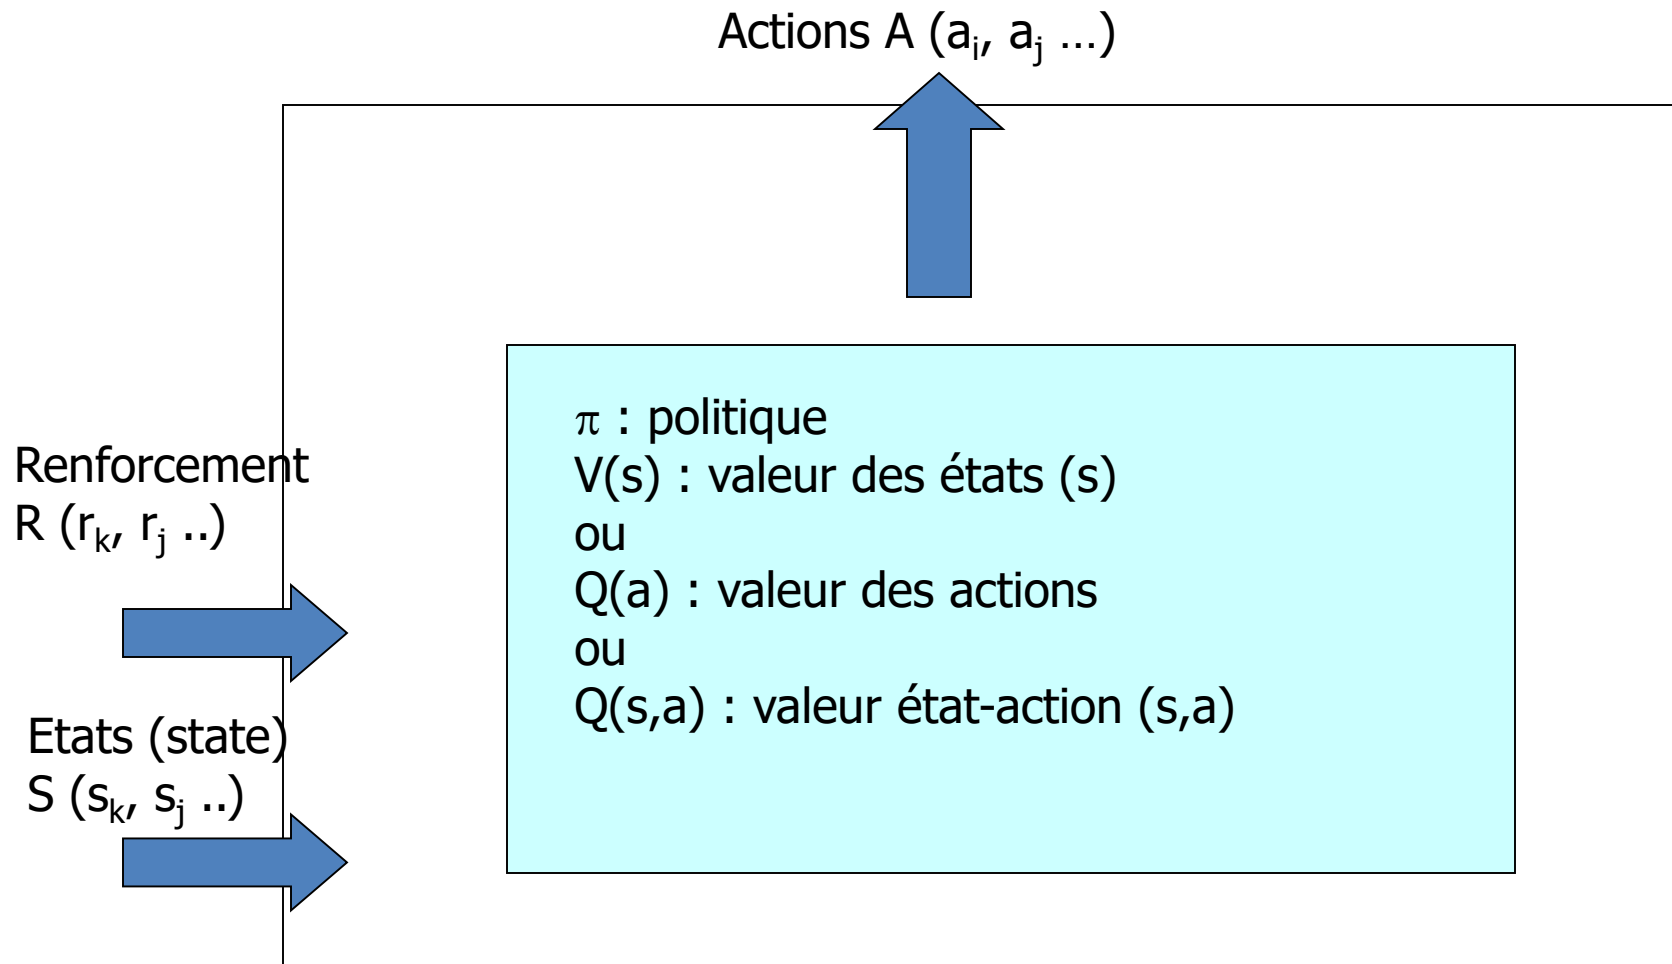 Actions A (aᵢ, aⱼ …)
Renforcement
R (rₖ, rⱼ ..)
Etats (state)
S (sₖ, sⱼ ..)
π : politique
V(s) : valeur des états (s)
ou
Q(a) : valeur des actions
ou
Q(s,a) : valeur état-action (s,a)